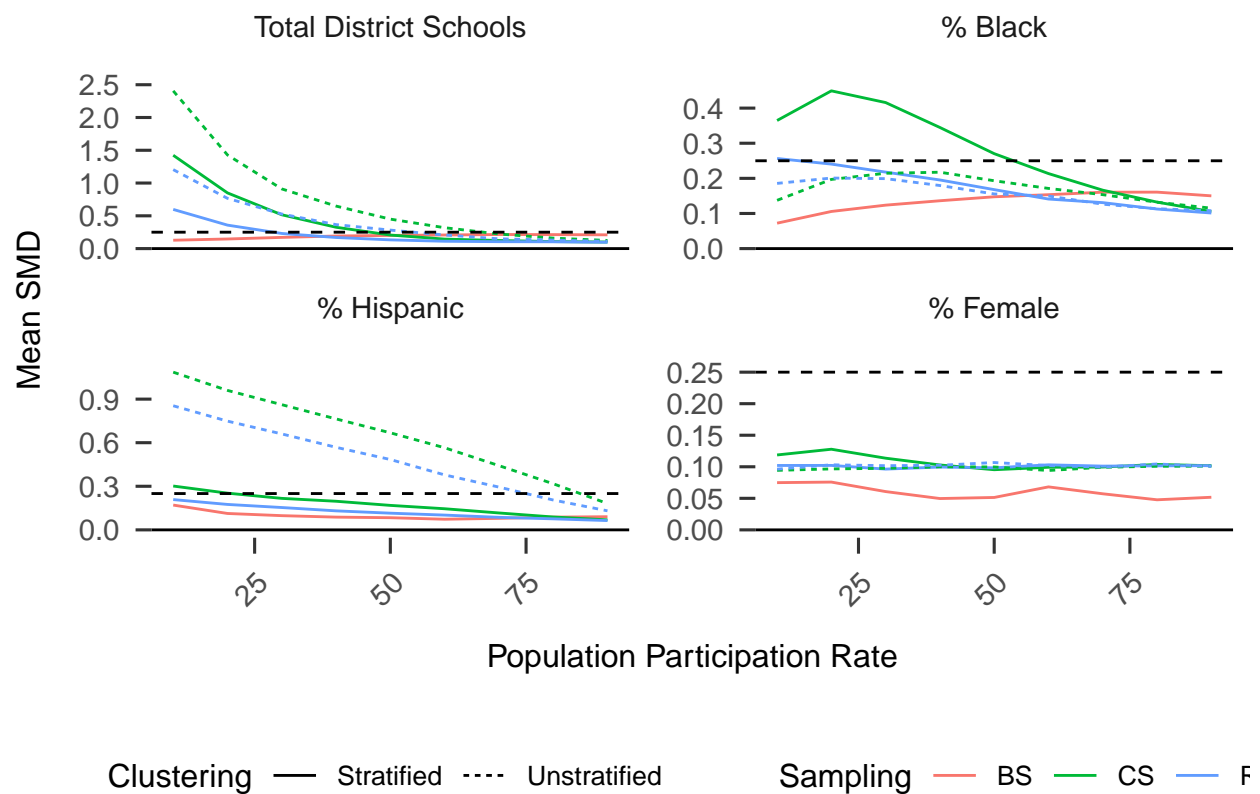 Total District Schools
% Black
2.5
2.0
1.5
1.0
0.5
0.0
0.4
0.3
0.2
0.1
0.0
Mean SMD
% Hispanic
% Female
0.9
0.6
0.3
0.0
0.25
0.20
0.15
0.10
0.05
0.00
25 50 75
25 50 75
Population Participation Rate
Clustering Stratified Unstratified Sampling BS CS